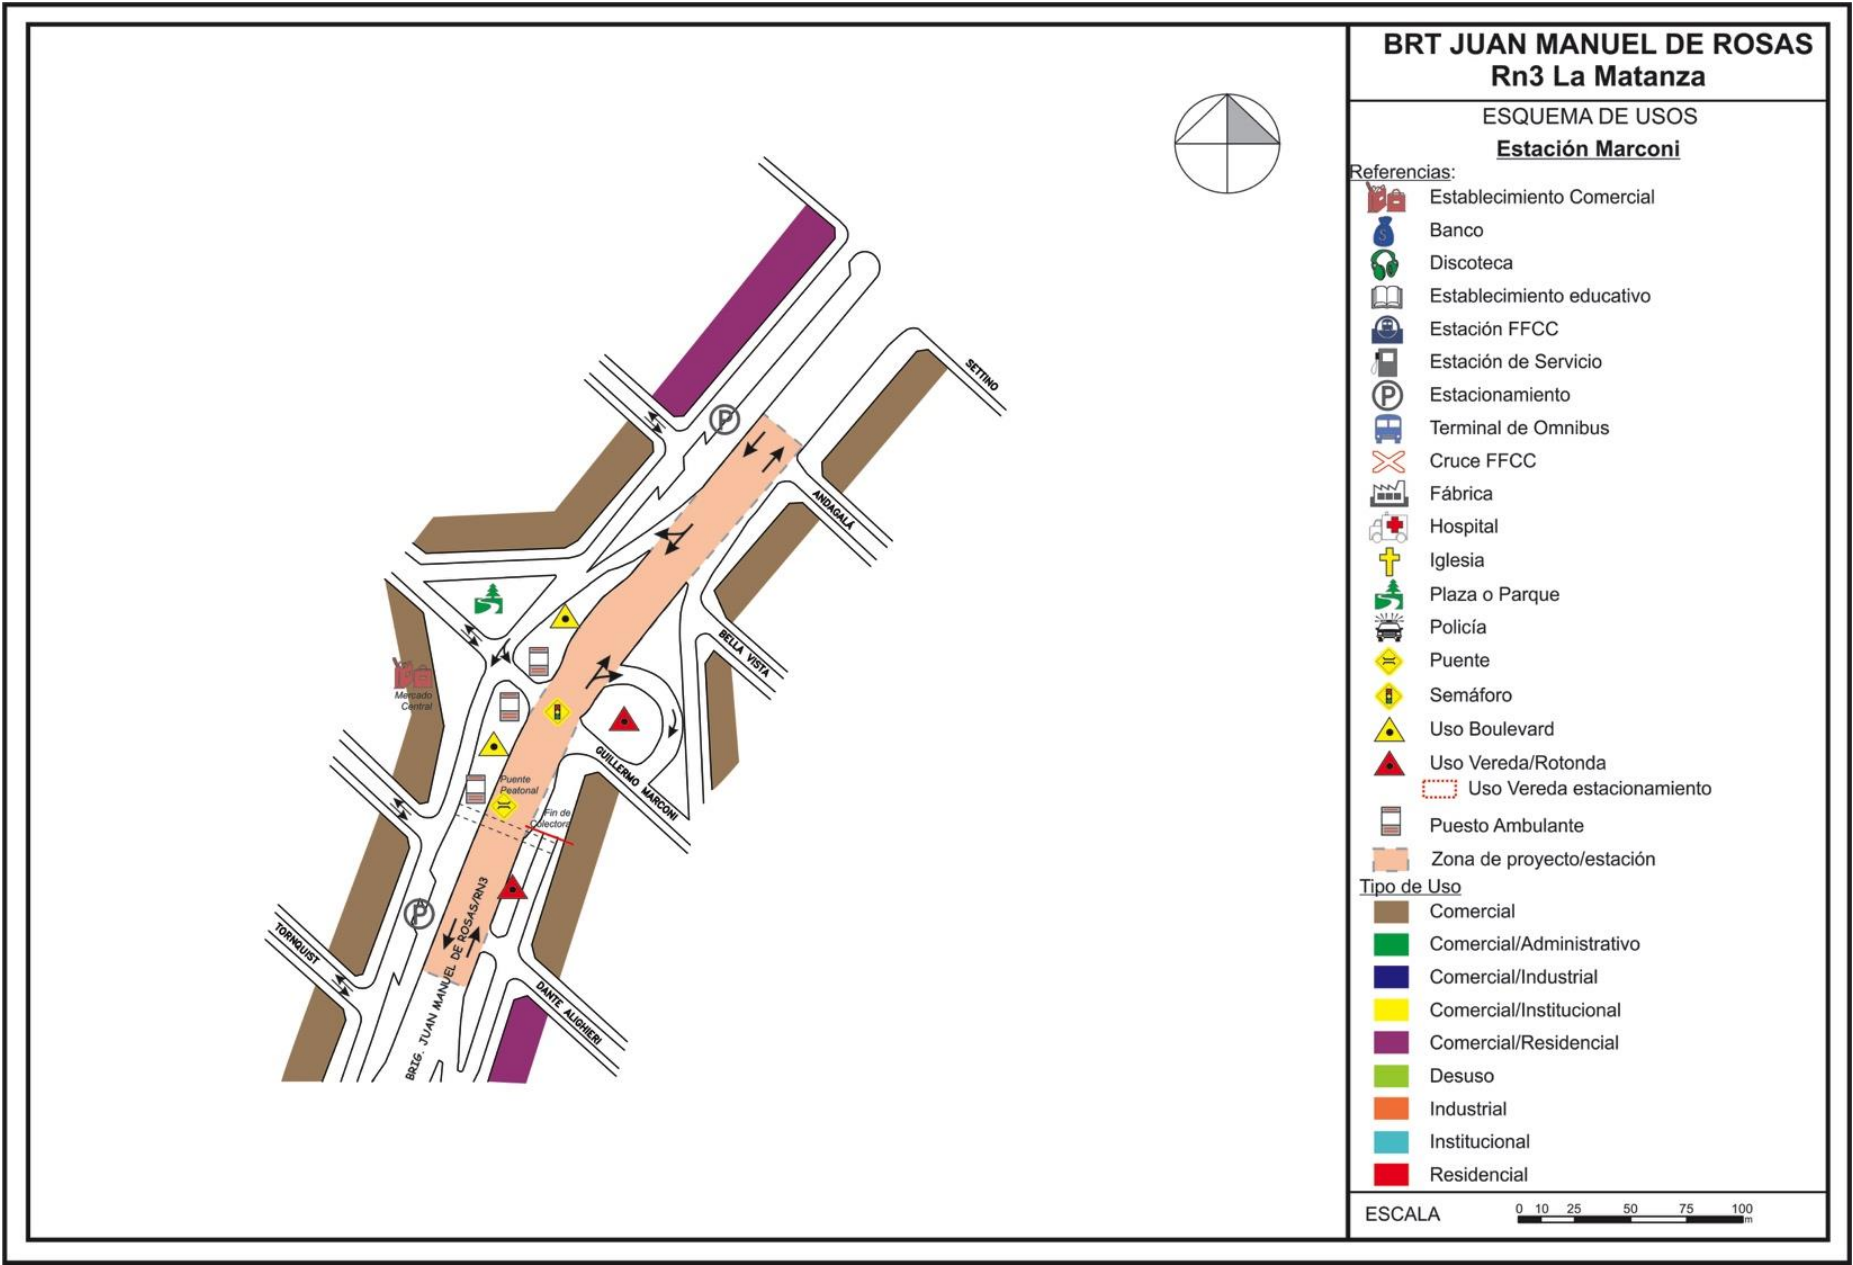 BRT JUAN MANUEL DE ROSAS
Rn3 La Matanza
ESQUEMA DE USOS
Estación Marconi
Referencias:
Establecimiento Comercial
Banco
Discoteca
Establecimiento educativo
Estación FFCC
Estación de Servicio
P
Estacionamiento
Terminal de Omnibus
Cruce FFCC
Fábrica
Hospital
Iglesia
Plaza o Parque
Policía
Puente
Semáforo
Uso Boulevard
Uso Vereda/Rotonda
Uso Vereda estacionamiento
Puesto Ambulante
Zona de proyecto/estación
Tipo de Uso
Comercial
Comercial/Administrativo
Comercial/Industrial
Comercial/Institucional
Comercial/Residencial
Desuso
Industrial
Institucional
Residencial
ESCALA
0 10 25 50 75 100
m
SETTINO
P
ANDAGALÁ
BELLA VISTA
Mercado
Central
GUILLERMO MARCONI
Puente
Peatonal
Fin de
Colectora
P
TORNQUIST
BRIG. JUAN MANUEL DE ROSAS/RN3
DANTE ALIGHIERI